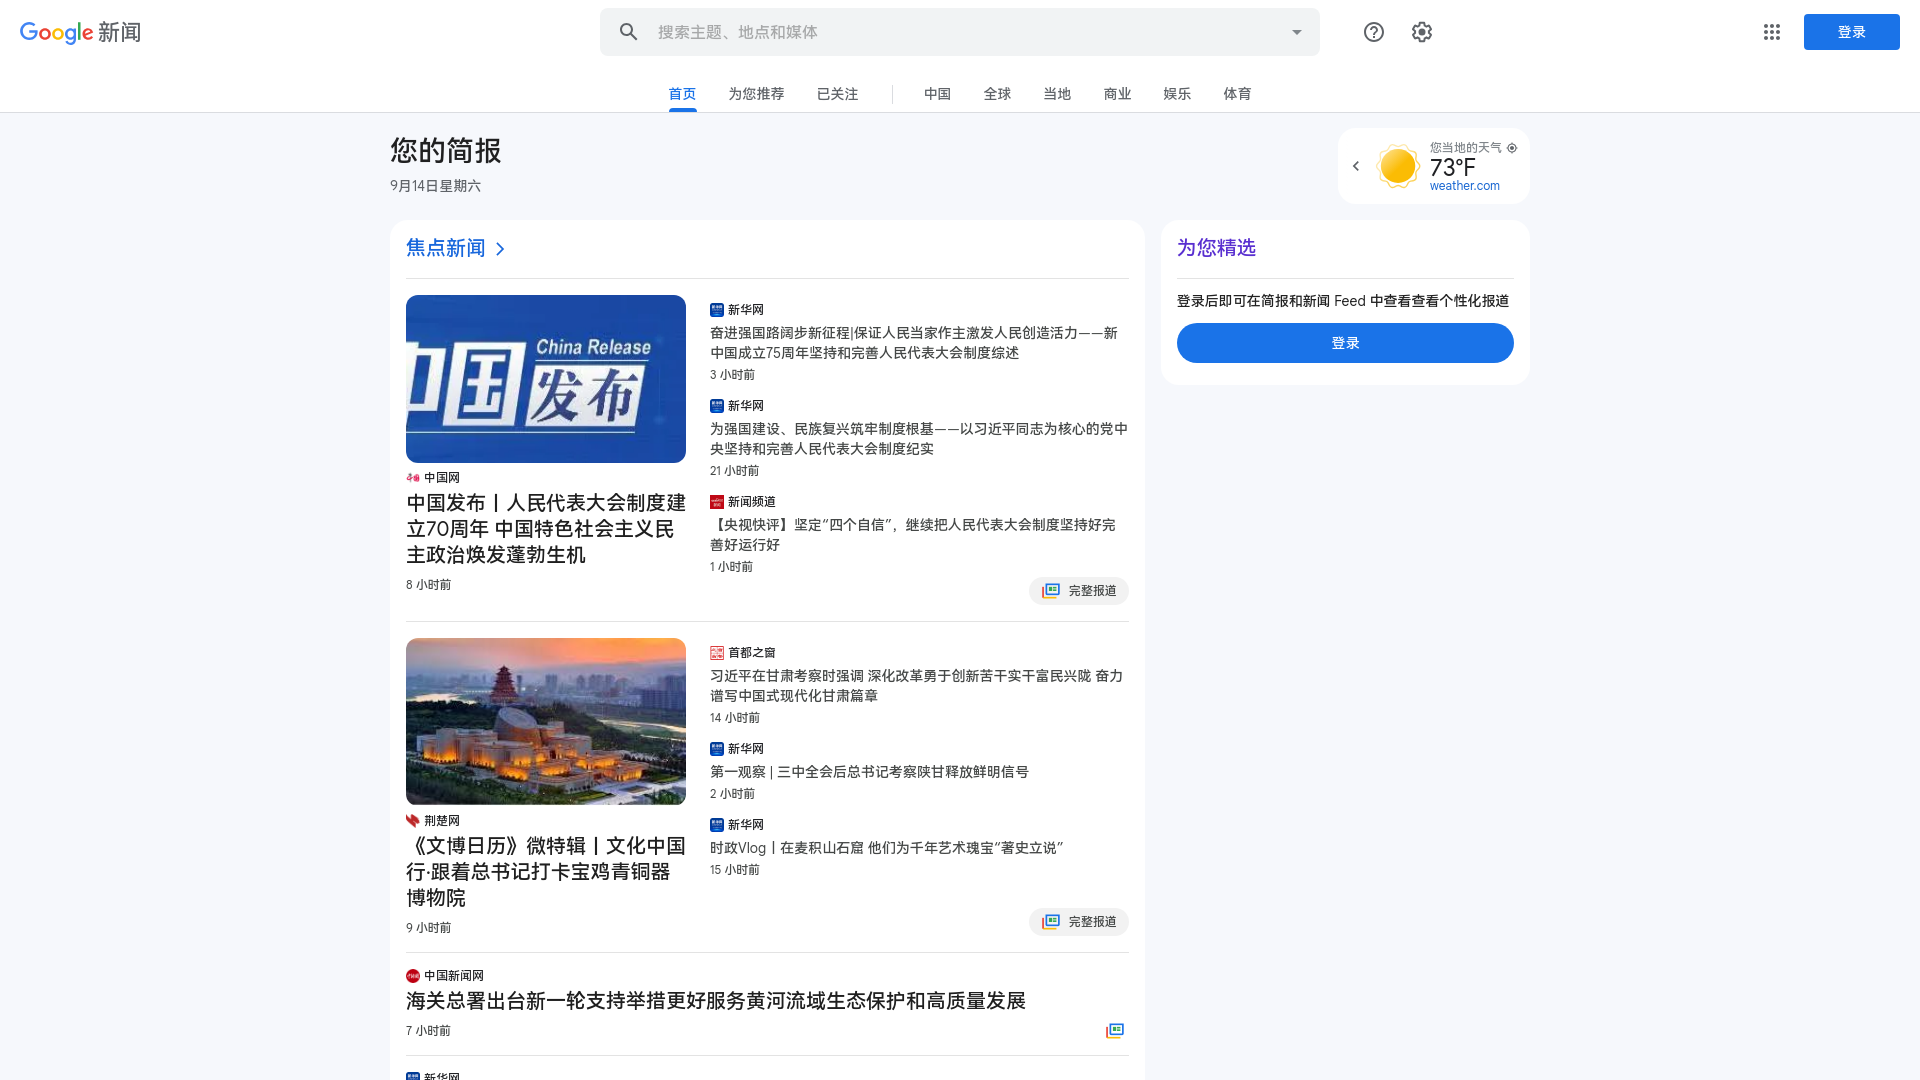 Google 新闻
搜索主题、地点和媒体
登录
首页
为您推荐
已关注
中国
全球
当地
商业
娱乐
体育
您的简报
9月14日星期六
您当地的天气
73°F
weather.com
焦点新闻
China Release
中国
发布
中国网
中国发布丨人民代表大会制度建
立70周年 中国特色社会主义民
主政治焕发蓬勃生机
8 小时前
新华网
奋进强国路阔步新征程|保证人民当家作主激发人民创造活力——新
中国成立75周年坚持和完善人民代表大会制度综述
3 小时前
新华网
为强国建设、民族复兴筑牢制度根基——以习近平同志为核心的党中
央坚持和完善人民代表大会制度纪实
21 小时前
新闻频道
【央视快评】坚定“四个自信”，继续把人民代表大会制度坚持好完
善好运行好
1 小时前
完整报道
荆楚网
《文博日历》微特辑丨文化中国
行·跟着总书记打卡宝鸡青铜器
博物院
9 小时前
首都之窗
习近平在甘肃考察时强调 深化改革勇于创新苦干实干富民兴陇 奋力
谱写中国式现代化甘肃篇章
14 小时前
新华网
第一观察 | 三中全会后总书记考察陕甘释放鲜明信号
2 小时前
新华网
时政Vlog丨在麦积山石窟 他们为千年艺术瑰宝“著史立说”
15 小时前
完整报道
中国新闻网
海关总署出台新一轮支持举措更好服务黄河流域生态保护和高质量发展
7 小时前
新华网
为您精选
登录后即可在简报和新闻 Feed 中查看查看个性化报道
登录